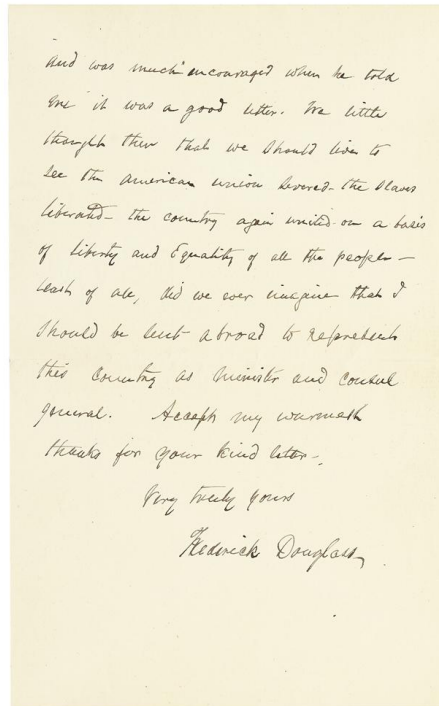 and was much encouraged when he told
me it was a good letter. We little
thought then that we should live to
see the American union severed - the slaves
liberated - the country again united - on a basis
of liberty and Equality of all the people -
least of all, did we ever imagine that I
should be sent abroad to represent
this country as minister and consul
general. Accept my warmest
thanks for your kind letter -
Very truly yours
Frederick Douglass